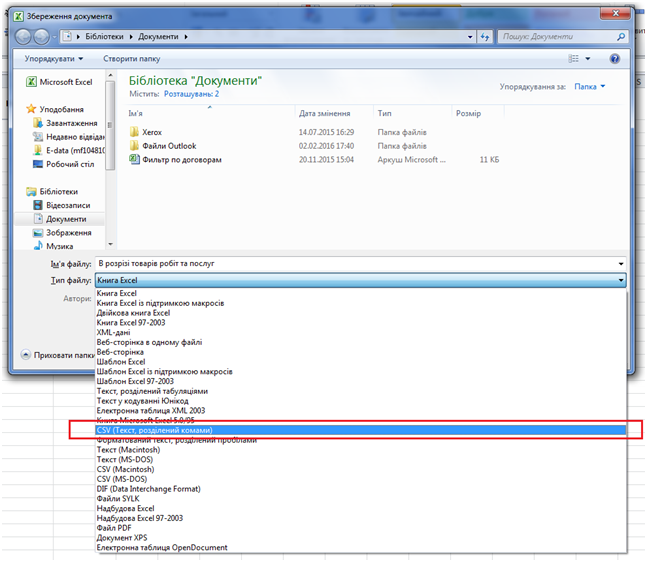 Збереження документа
Бібліотеки ▸ Документи ▸
Пошук: Документи
Упорядкувати
Створити папку
Microsoft Excel
Уподобання
Завантаження
Недавно відвідан
E-data (mf104810
Робочий стіл
Бібліотеки
Відеозаписи
Документи
Зображення
Музика
Бібліотека "Документи"
Містить: Розташувань: 2
Упорядкування за: Папка
Ім'я Дата змінення Тип Розмір
Xerox 14.07.2015 16:29 Папка файлів
Файли Outlook 02.02.2016 17:40 Папка файлів
Фильтр по договорам 20.11.2015 15:04 Аркуш Microsoft ... 11 КБ
Ім'я файлу: В розрізі товарів робіт та послуг
Тип файлу: Книга Excel
Автори:
Приховати папки
Книга Excel
Книга Excel із підтримкою макросів
Двійкова книга Excel
Книга Excel 97-2003
XML-дані
Веб-сторінка в одному файлі
Веб-сторінка
Шаблон Excel
Шаблон Excel із підтримкою макросів
Шаблон Excel 97-2003
Текст, розділений табуляціями
Текст у кодуванні Юнікод
Електронна таблиця XML 2003
Книга Microsoft Excel 5.0/95
CSV (Текст, розділений комами)
Форматований текст, розділений пробілами
Текст (Macintosh)
Текст (MS-DOS)
CSV (Macintosh)
CSV (MS-DOS)
DIF (Data Interchange Format)
Файли SYLK
Надбудова Excel
Надбудова Excel 97-2003
Файл PDF
Документ XPS
Електронна таблиця OpenDocument